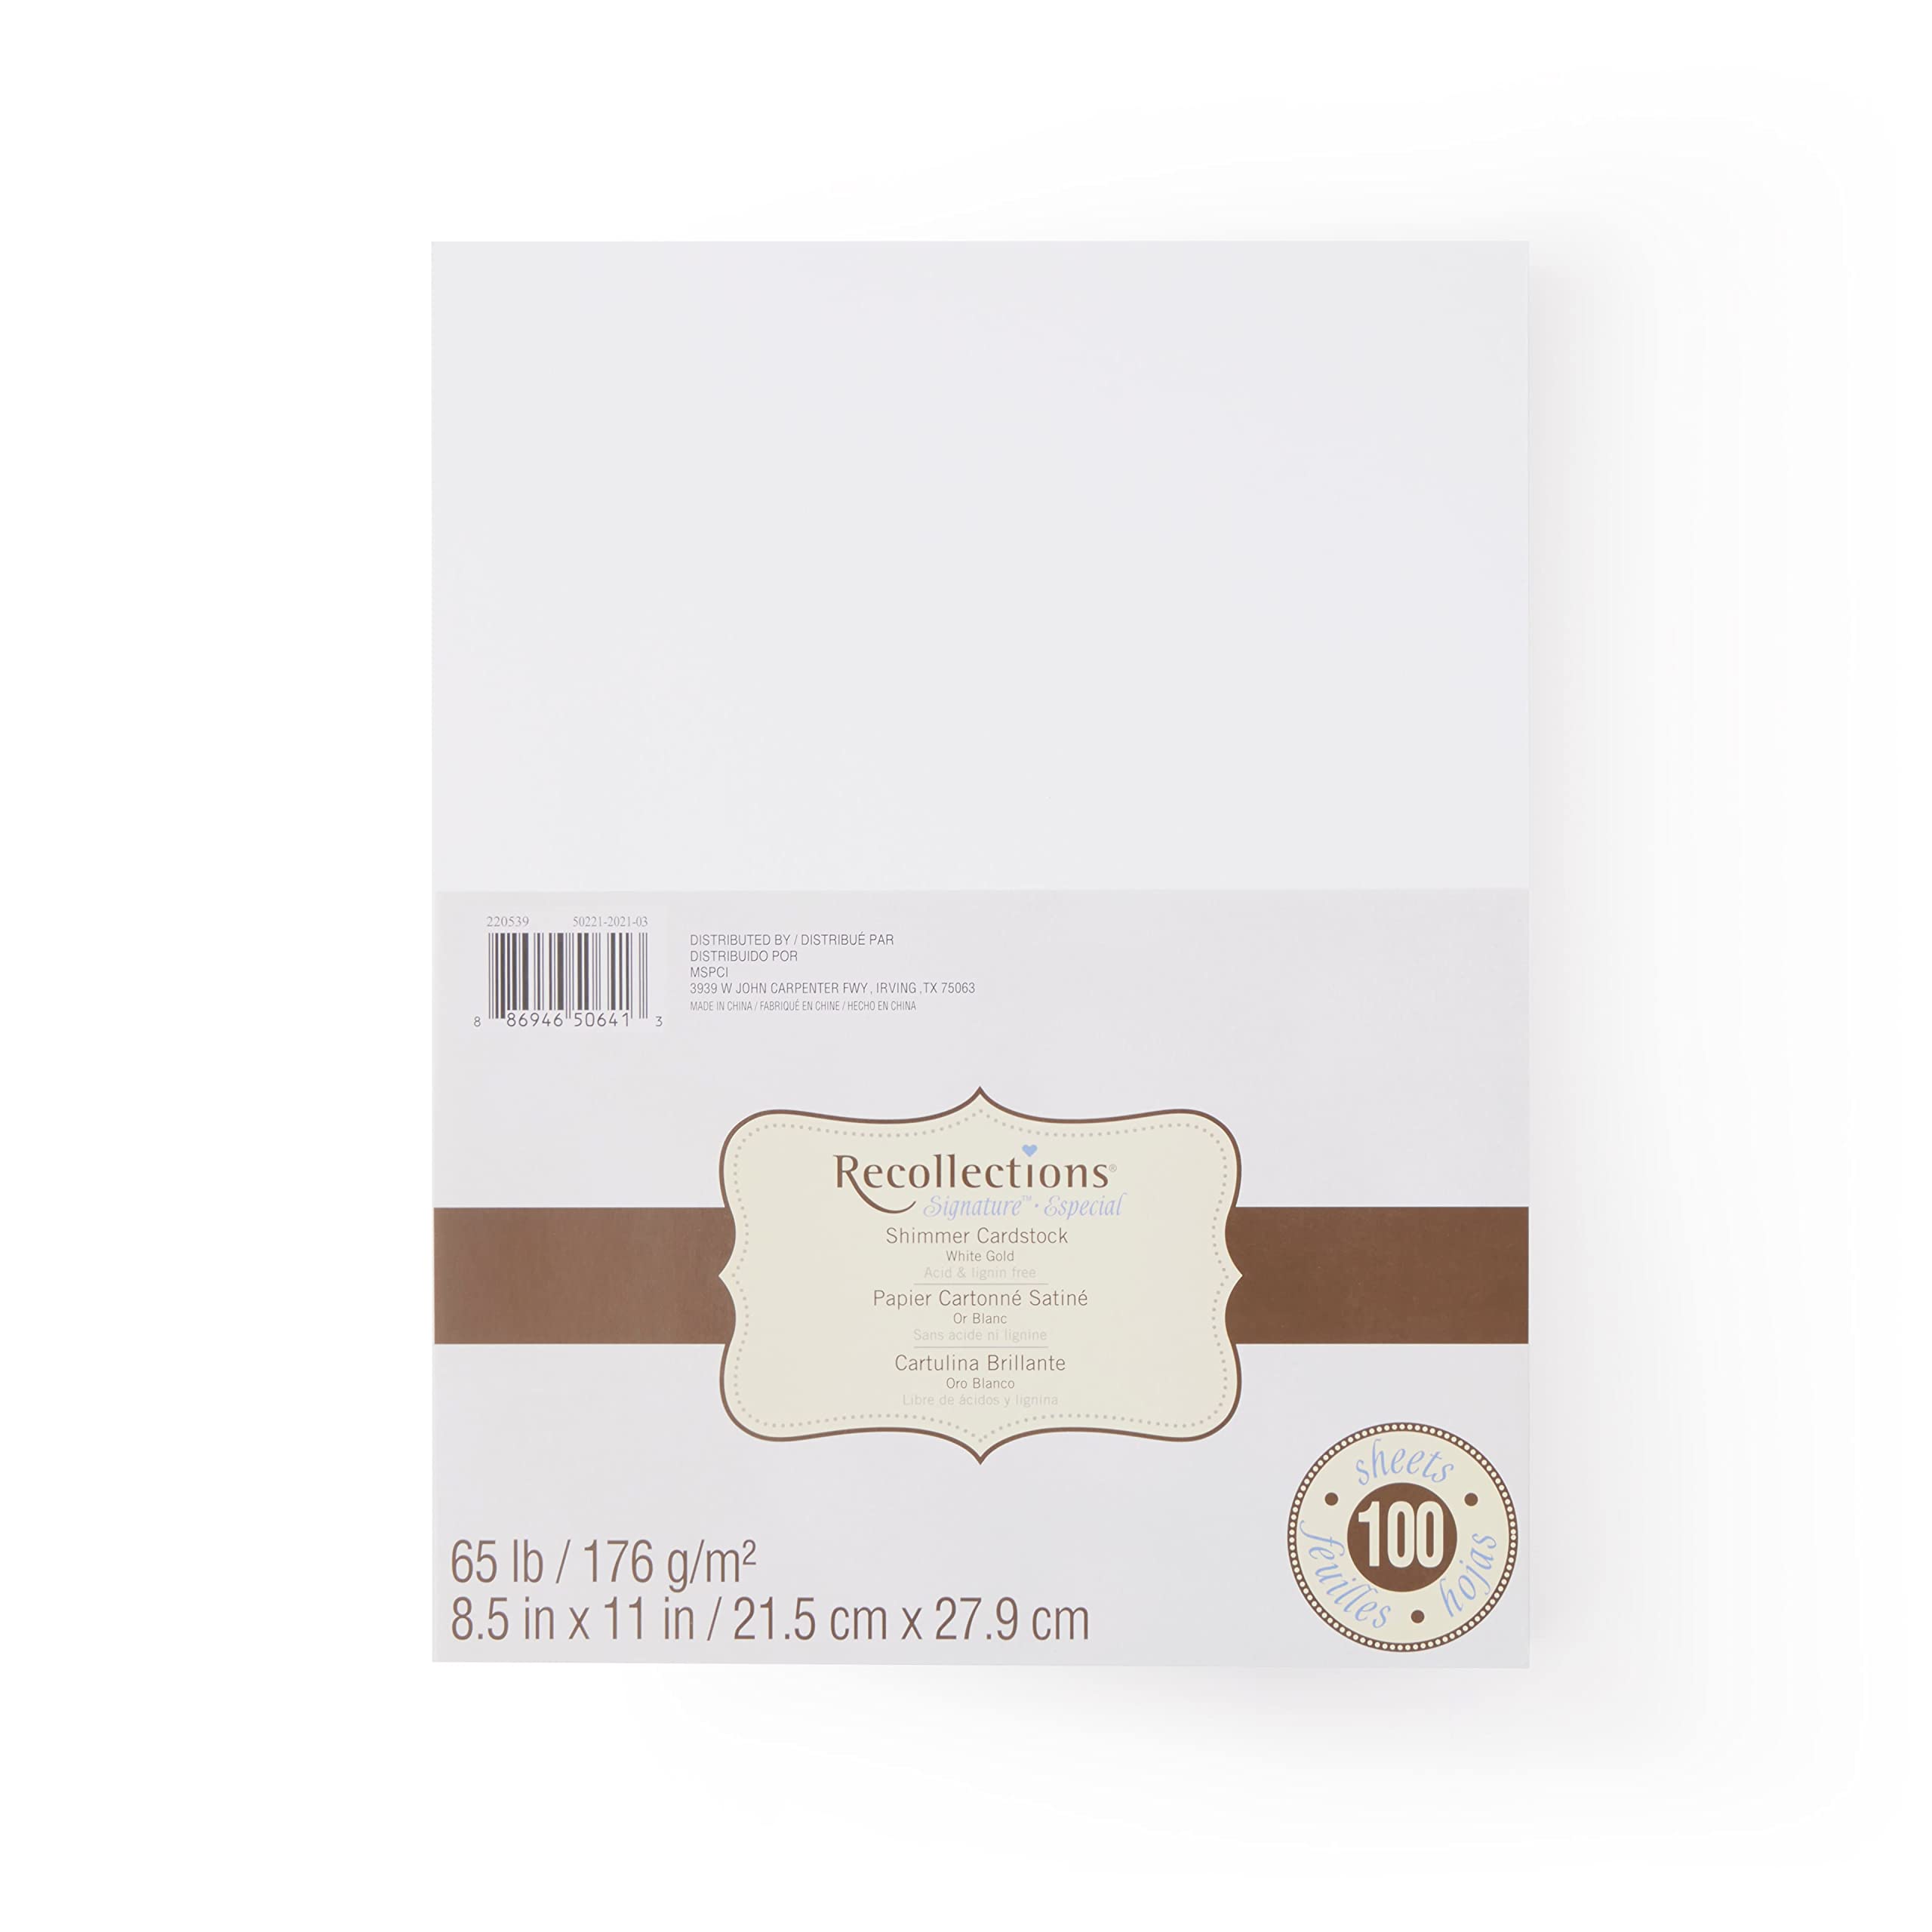 220539 50221-2021-03
8 86946 50641 3
DISTRIBUTED BY / DISTRIBUÉ PAR
DISTRIBUIDO POR
MSPCI
3939 W JOHN CARPENTER FWY , IRVING ,TX 75063
MADE IN CHINA / FABRIQUÉ EN CHINE / HECHO EN CHINA
Recollections®
Signature™ · Especial
Shimmer Cardstock
White Gold
Acid & lignin free
Papier Cartonné Satiné
Or Blanc
Sans acide ni lignine
Cartulina Brillante
Oro Blanco
Libre de ácidos y lignina
sheets
100
feuilles • hojas
65 lb / 176 g/m²
8.5 in x 11 in / 21.5 cm x 27.9 cm